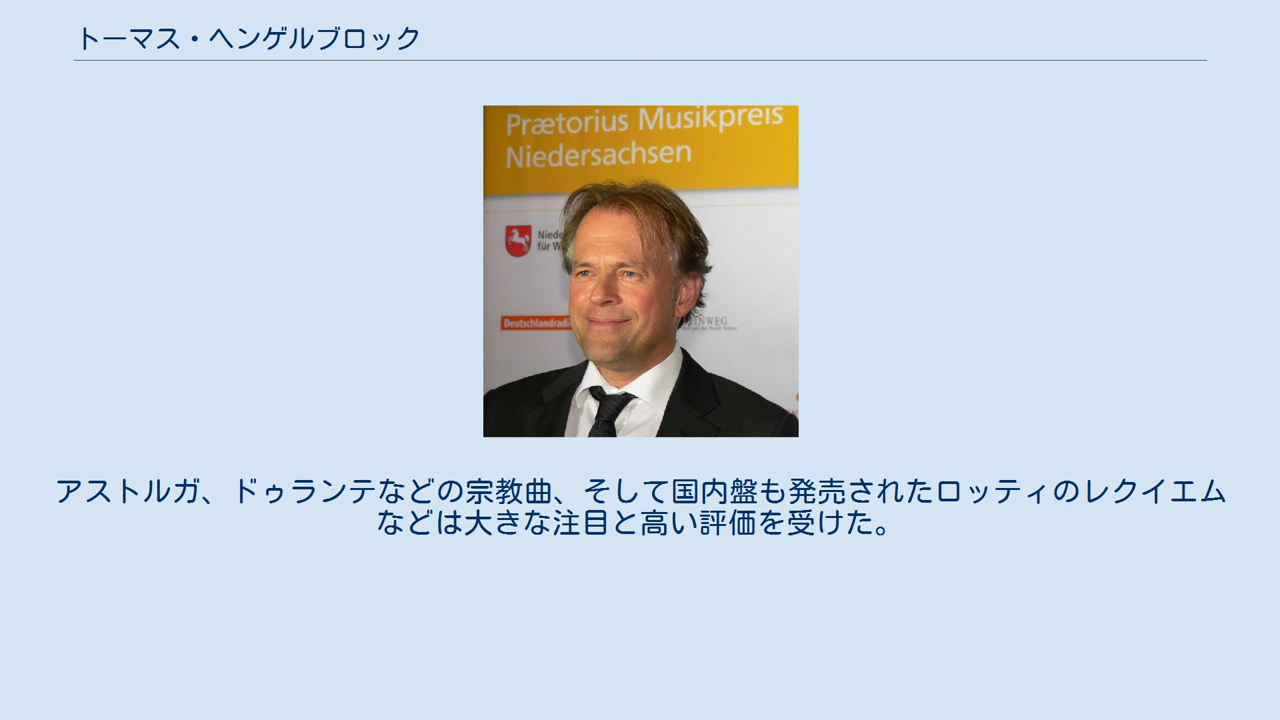 トーマス・ヘンゲルブロック
Prætorius Musikpreis
Niedersachsen
Niede
für W
Deutschlandradi
アストルガ、ドゥランテなどの宗教曲、そして国内盤も発売されたロッティのレクイエム
などは大きな注目と高い評価を受けた。